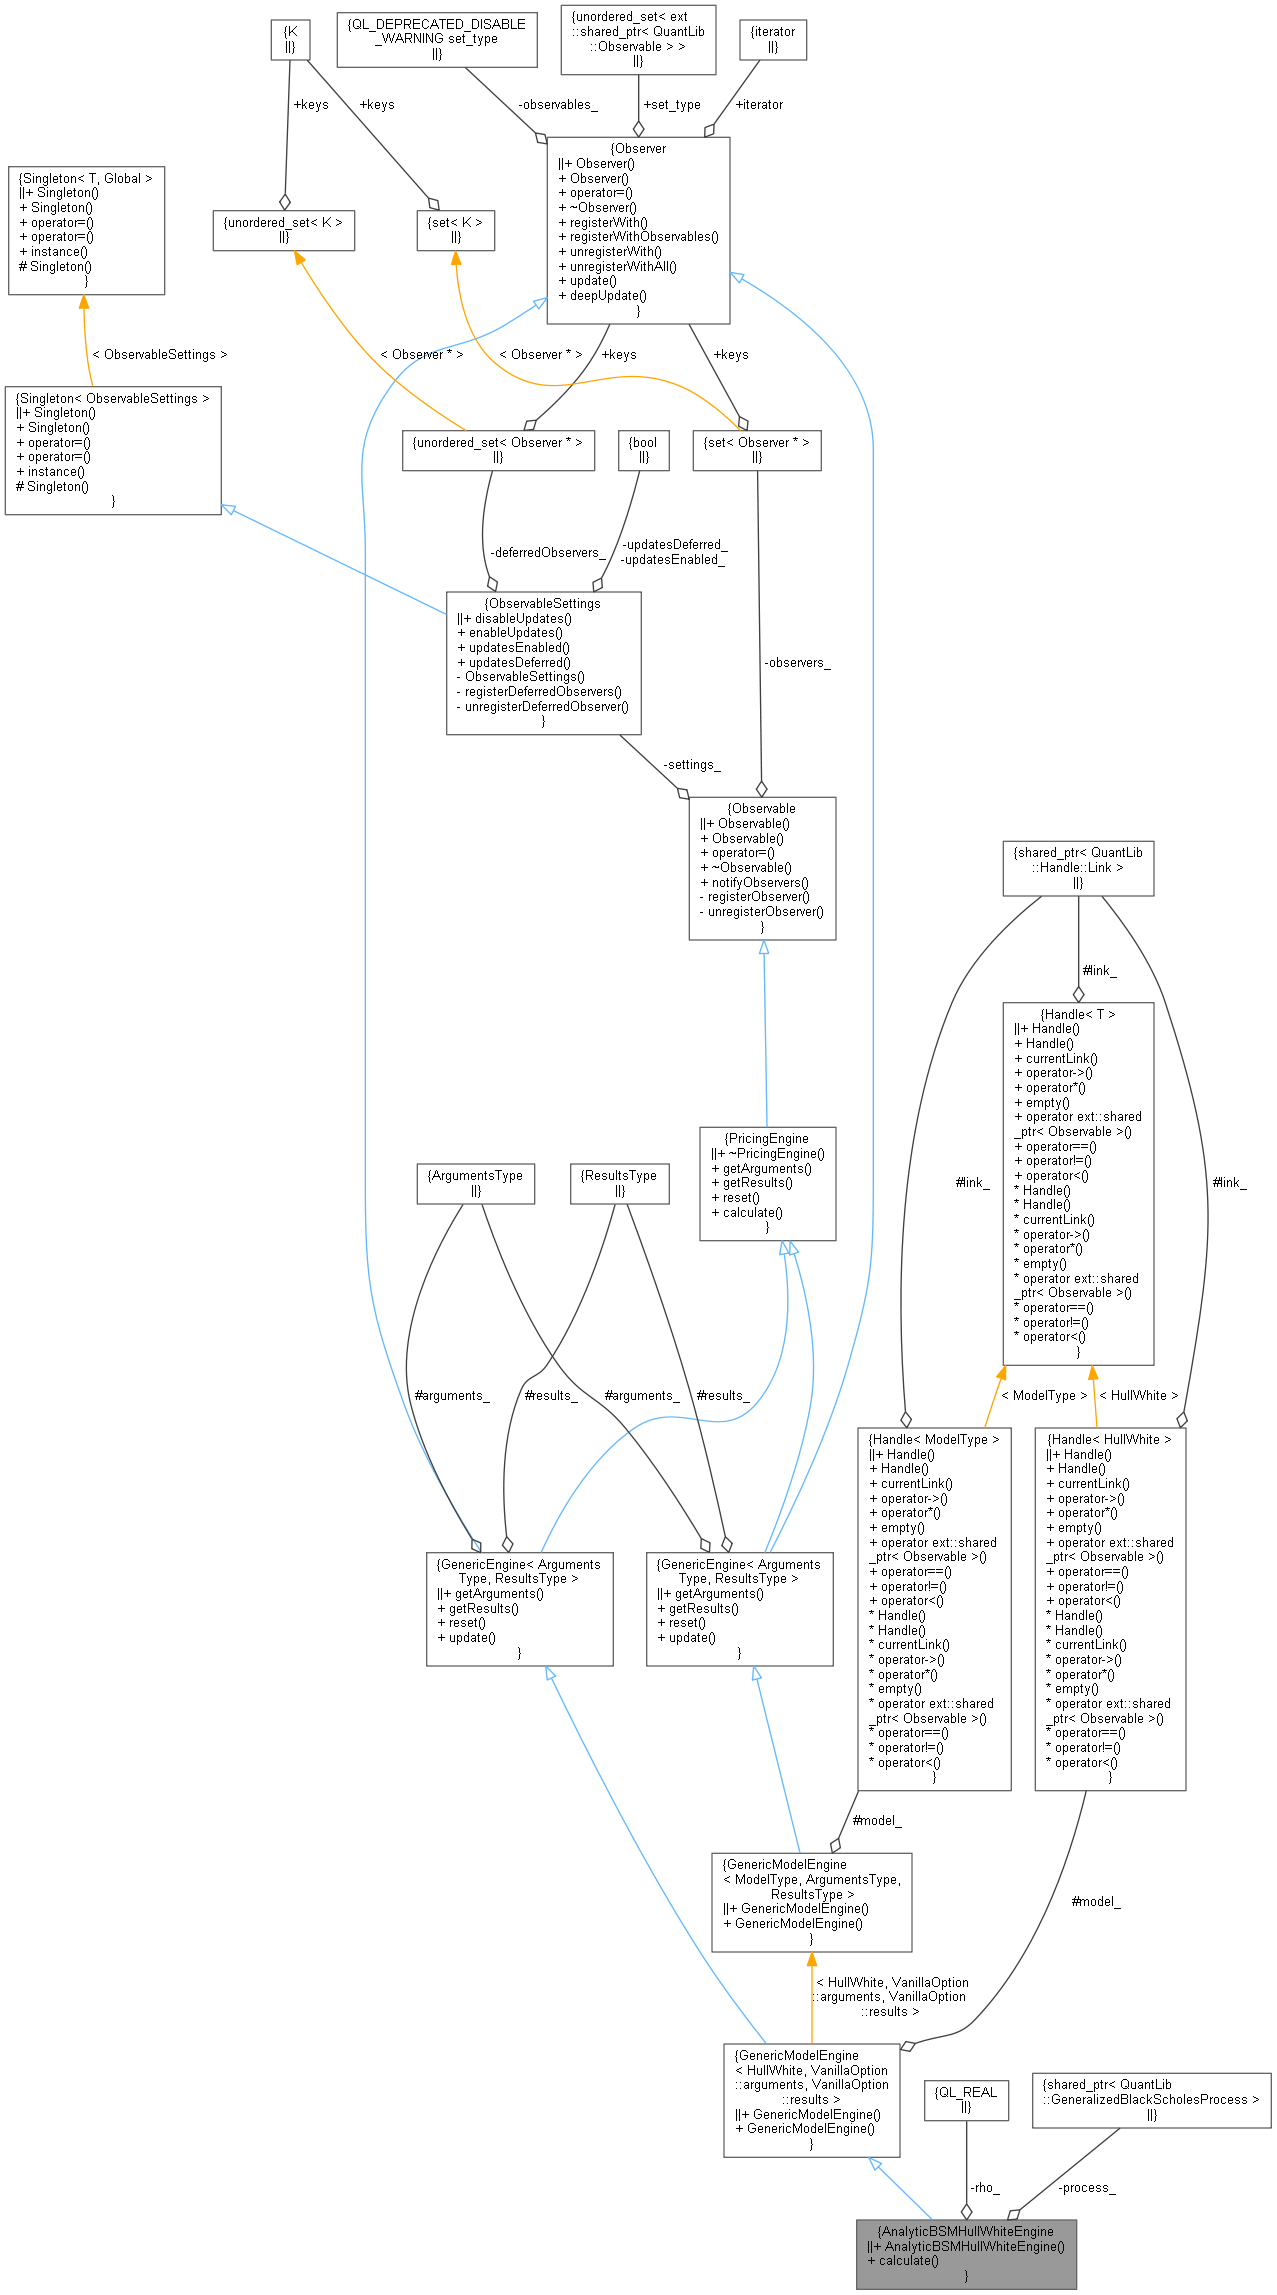 {K
||}
{QL_DEPRECATED_DISABLE
_WARNING set_type
||}
{unordered_set< ext
::shared_ptr< QuantLib
::Observable > >
||}
{iterator
||}
+keys
+keys
-observables_
+set_type
+iterator
{Singleton< T, Global >
||+ Singleton()
+ Singleton()
+ operator=()
+ operator=()
+ instance()
# Singleton()
}
{unordered_set< K >
||}
{set< K >
||}
{Observer
||+ Observer()
+ Observer()
+ operator=()
+ ~Observer()
+ registerWith()
+ registerWithObservables()
+ unregisterWith()
+ unregisterWithAll()
+ update()
+ deepUpdate()
}
< ObservableSettings >
< Observer * >
< Observer * >
+keys
+keys
{Singleton< ObservableSettings >
||+ Singleton()
+ Singleton()
+ operator=()
+ operator=()
+ instance()
# Singleton()
}
{unordered_set< Observer * >
||}
{bool
||}
{set< Observer * >
||}
-deferredObservers_
-updatesDeferred_
-updatesEnabled_
{ObservableSettings
||+ disableUpdates()
+ enableUpdates()
+ updatesEnabled()
+ updatesDeferred()
- ObservableSettings()
- registerDeferredObservers()
- unregisterDeferredObserver()
}
-observers_
-settings_
{Observable
||+ Observable()
+ Observable()
+ operator=()
+ ~Observable()
+ notifyObservers()
- registerObserver()
- unregisterObserver()
}
{shared_ptr< QuantLib
::Handle::Link >
||}
#link_
{Handle< T >
||+ Handle()
+ Handle()
+ currentLink()
+ operator->()
+ operator*()
+ empty()
+ operator ext::shared
_ptr< Observable >()
+ operator==()
+ operator!=()
+ operator<()
* Handle()
* Handle()
* currentLink()
* operator->()
* operator*()
* empty()
* operator ext::shared
_ptr< Observable >()
* operator==()
* operator!=()
* operator<()
}
{PricingEngine
||+ ~PricingEngine()
+ getArguments()
+ getResults()
+ reset()
+ calculate()
}
{ArgumentsType
||}
{ResultsType
||}
#link_
#link_
#arguments_
#results_
#arguments_
#results_
< ModelType >
< HullWhite >
{Handle< ModelType >
||+ Handle()
+ Handle()
+ currentLink()
+ operator->()
+ operator*()
+ empty()
+ operator ext::shared
_ptr< Observable >()
+ operator==()
+ operator!=()
+ operator<()
* Handle()
* Handle()
* currentLink()
* operator->()
* operator*()
* empty()
* operator ext::shared
_ptr< Observable >()
* operator==()
* operator!=()
* operator<()
}
{Handle< HullWhite >
||+ Handle()
+ Handle()
+ currentLink()
+ operator->()
+ operator*()
+ empty()
+ operator ext::shared
_ptr< Observable >()
+ operator==()
+ operator!=()
+ operator<()
* Handle()
* Handle()
* currentLink()
* operator->()
* operator*()
* empty()
* operator ext::shared
_ptr< Observable >()
* operator==()
* operator!=()
* operator<()
}
{GenericEngine< Arguments
Type, ResultsType >
||+ getArguments()
+ getResults()
+ reset()
+ update()
}
{GenericEngine< Arguments
Type, ResultsType >
||+ getArguments()
+ getResults()
+ reset()
+ update()
}
#model_
{GenericModelEngine
< ModelType, ArgumentsType,
ResultsType >
||+ GenericModelEngine()
+ GenericModelEngine()
}
#model_
< HullWhite, VanillaOption
::arguments, VanillaOption
::results >
{GenericModelEngine
< HullWhite, VanillaOption
::arguments, VanillaOption
::results >
||+ GenericModelEngine()
+ GenericModelEngine()
}
{QL_REAL
||}
{shared_ptr< QuantLib
::GeneralizedBlackScholesProcess >
||}
-rho_
-process_
{AnalyticBSMHullWhiteEngine
||+ AnalyticBSMHullWhiteEngine()
+ calculate()
}